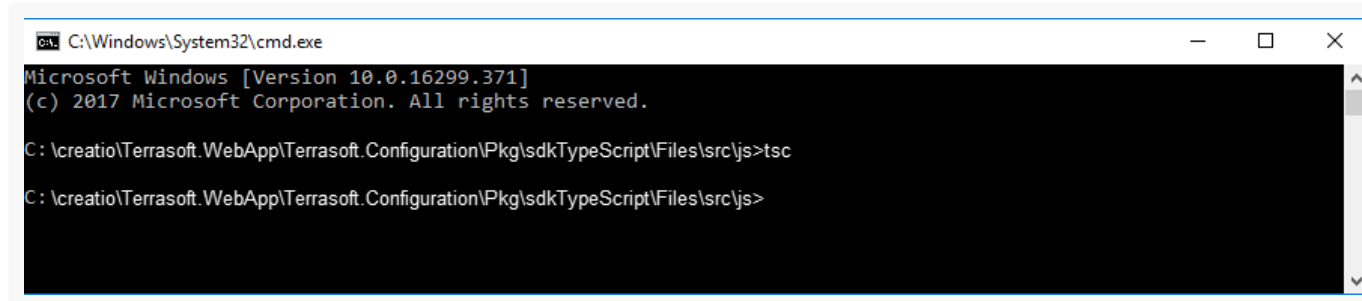 C:\Windows\System32\cmd.exe
Microsoft Windows [Version 10.0.16299.371]
(c) 2017 Microsoft Corporation. All rights reserved.
C:\creatio\Terrasoft.WebApp\Terrasoft.Configuration\Pkg\sdkTypeScript\Files\src\js>tsc
C:\creatio\Terrasoft.WebApp\Terrasoft.Configuration\Pkg\sdkTypeScript\Files\src\js>